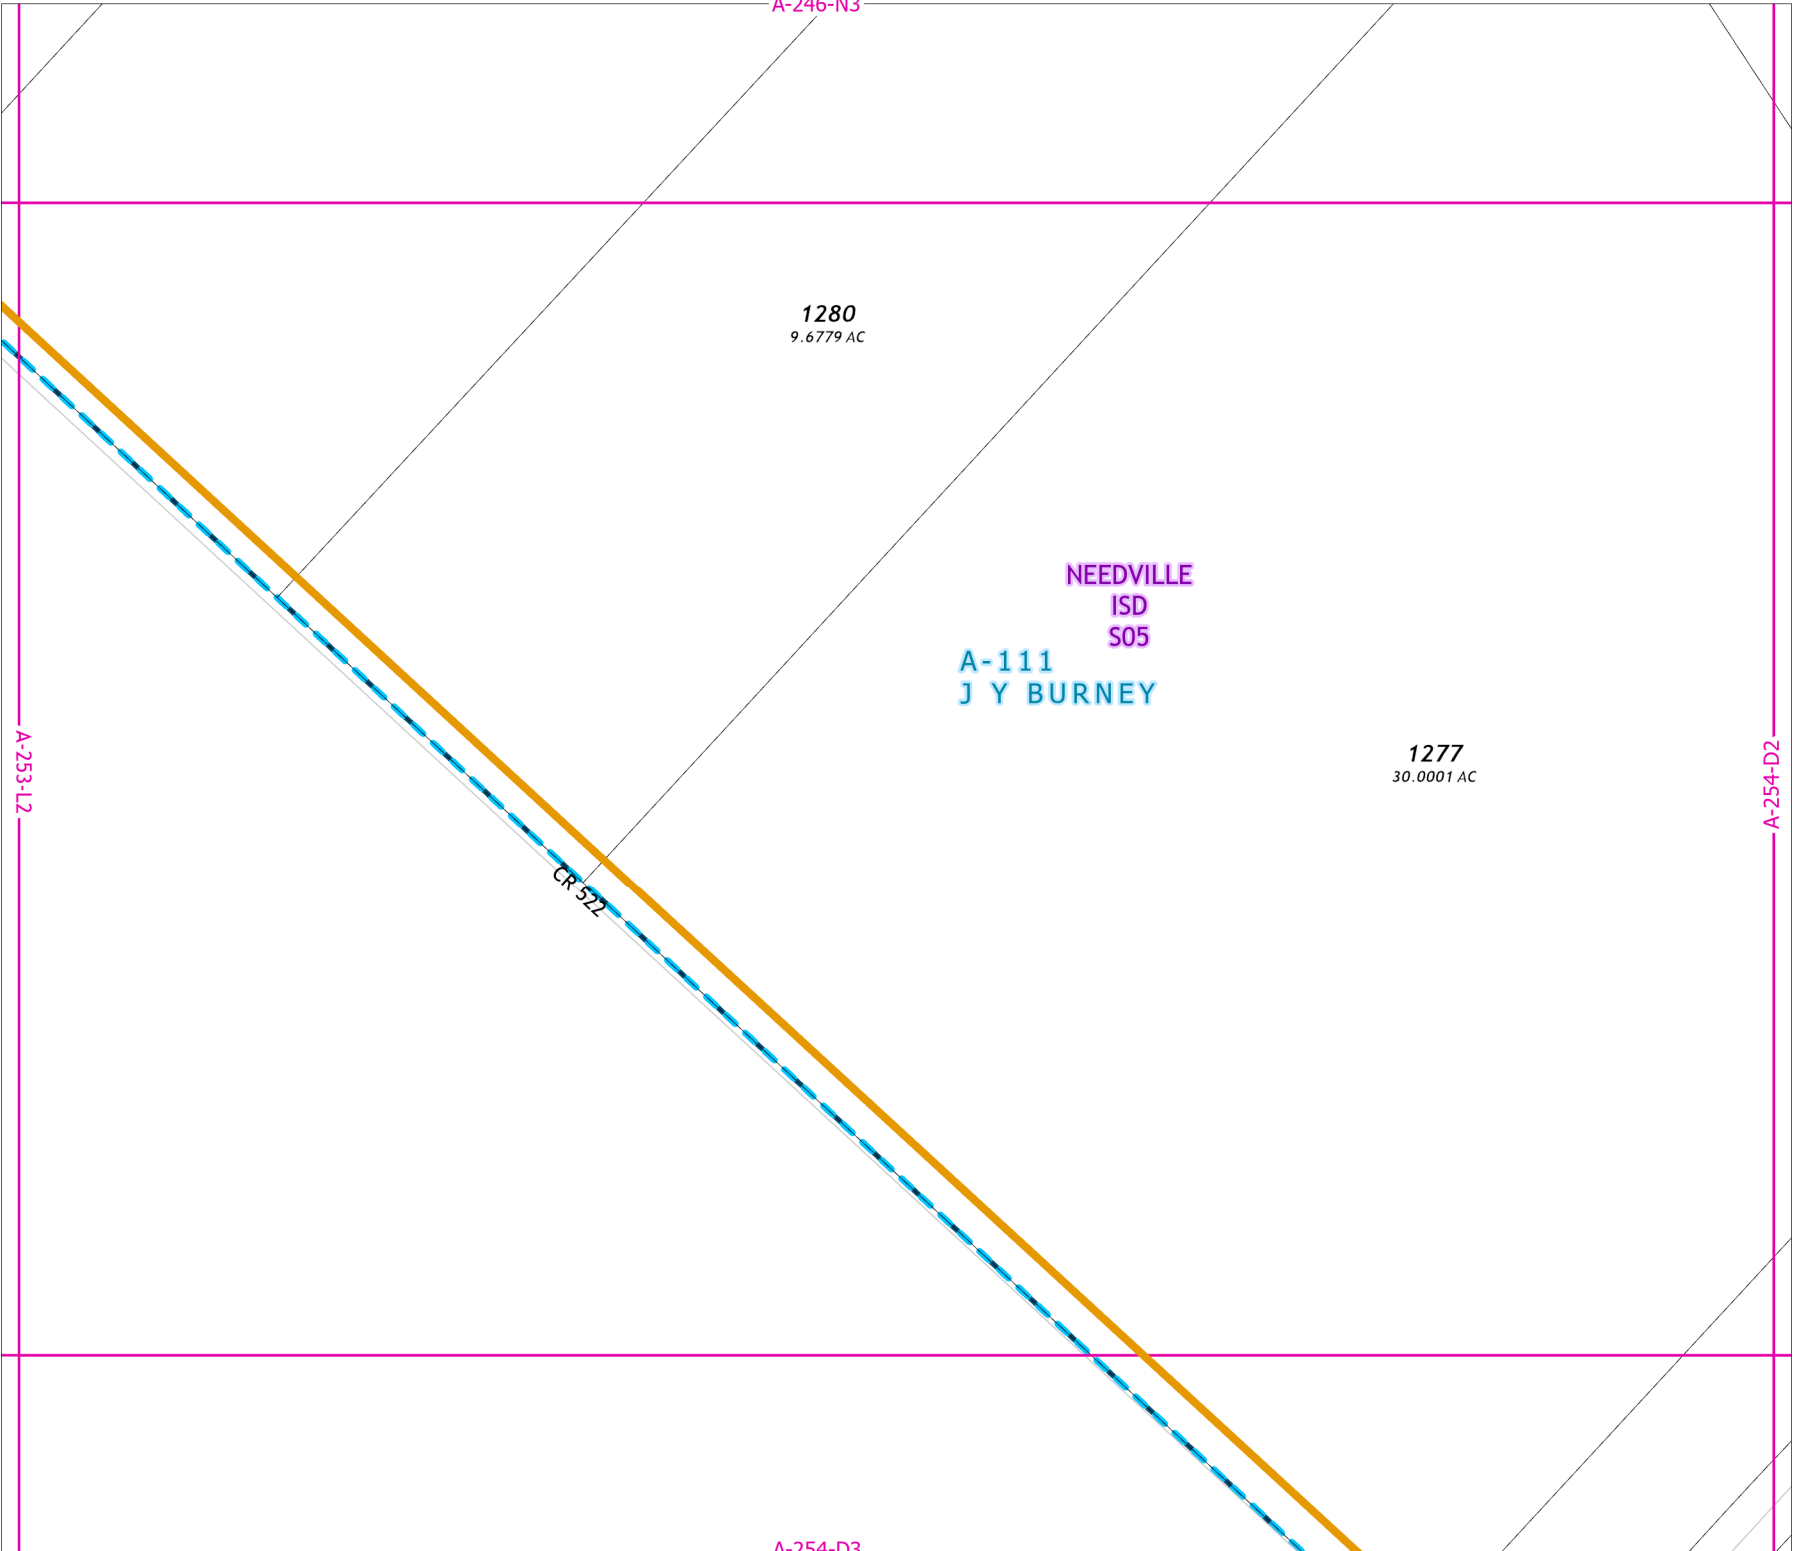 A-246-N3
1280
9.6779 AC
NEEDVILLE
ISD
S05
A-111
J Y BURNEY
1277
30.0001 AC
A-253-L2
A-254-D2
CR 522
A-254-D3